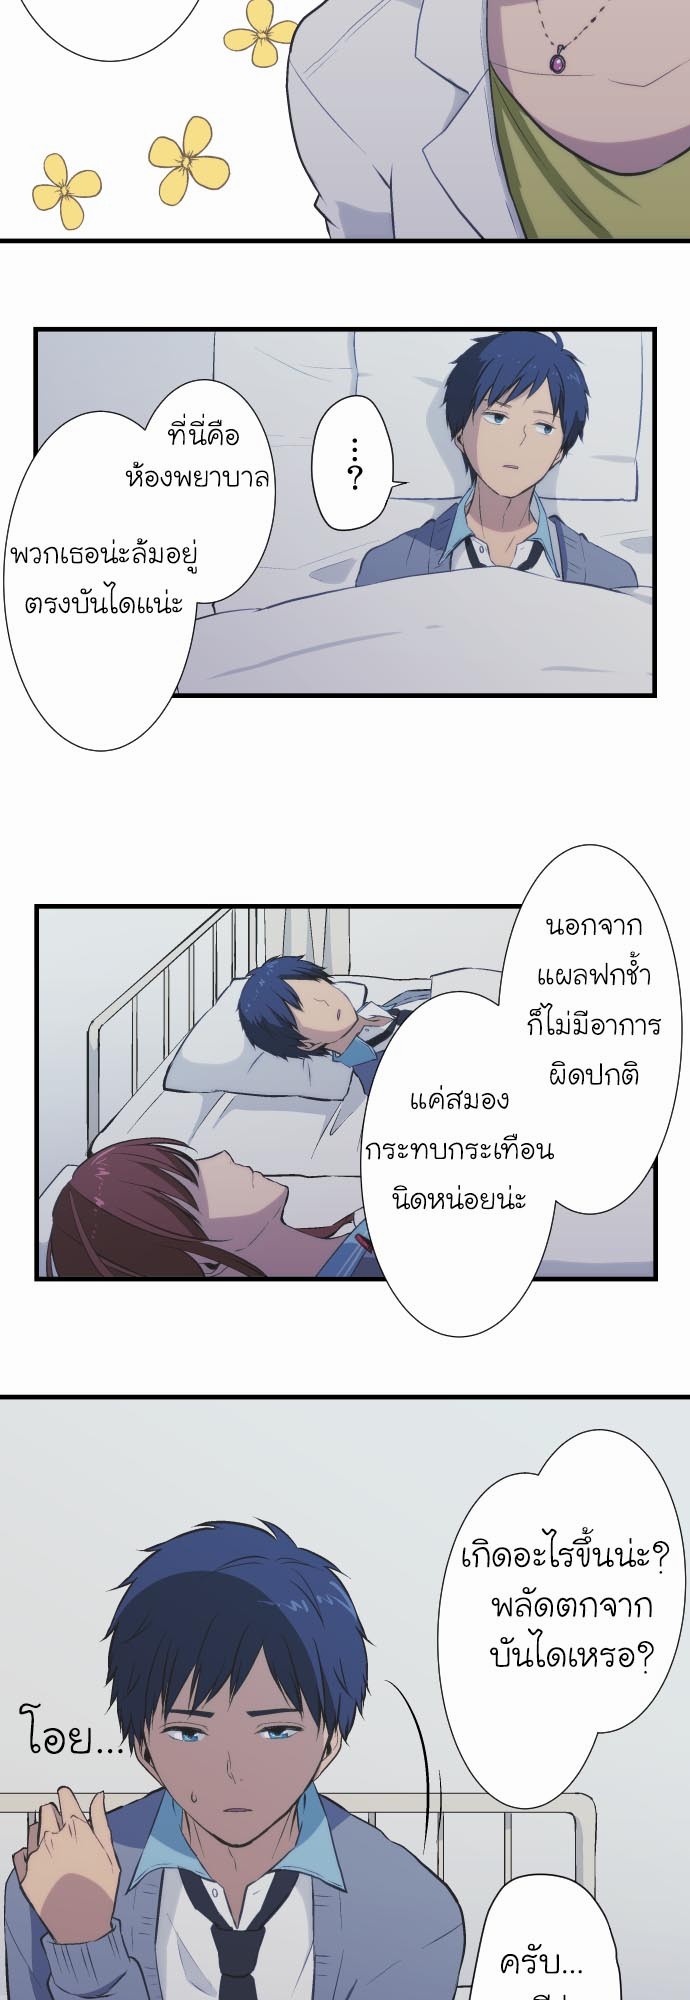 ที่นี่คือ
ห้องพยาบาล
พวกเธอน่ะล้มอยู่
ตรงบันไดแน่ะ
...?
นอกจาก
แผลฟกช้ำ
ก็ไม่มีอาการ
ผิดปกติ
แค่สมอง
กระทบกระเทือน
นิดหน่อยน่ะ
เกิดอะไรขึ้นน่ะ?
พลัดตกจาก
บันไดเหรอ?
โอย...
ครับ...